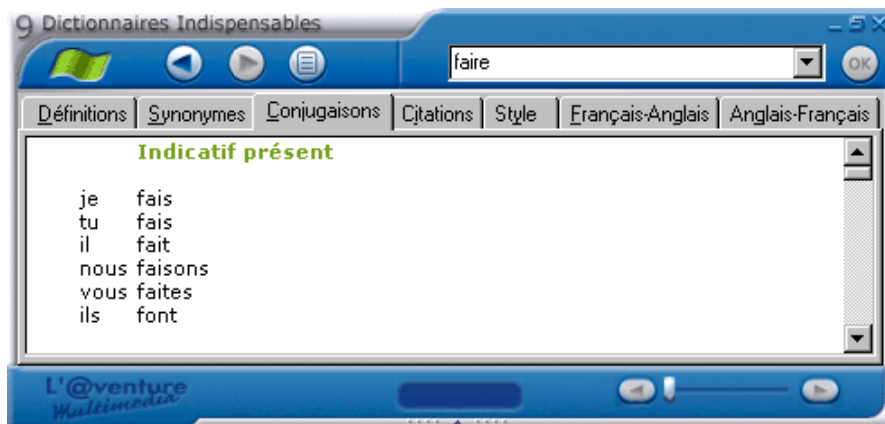 9 Dictionnaires Indispensables
faire
OK
Définitions Synonymes Conjugaisons Citations Style Français-Anglais Anglais-Français
Indicatif présent
je fais
tu fais
il fait
nous faisons
vous faites
ils font
L'@venture
Multimedia